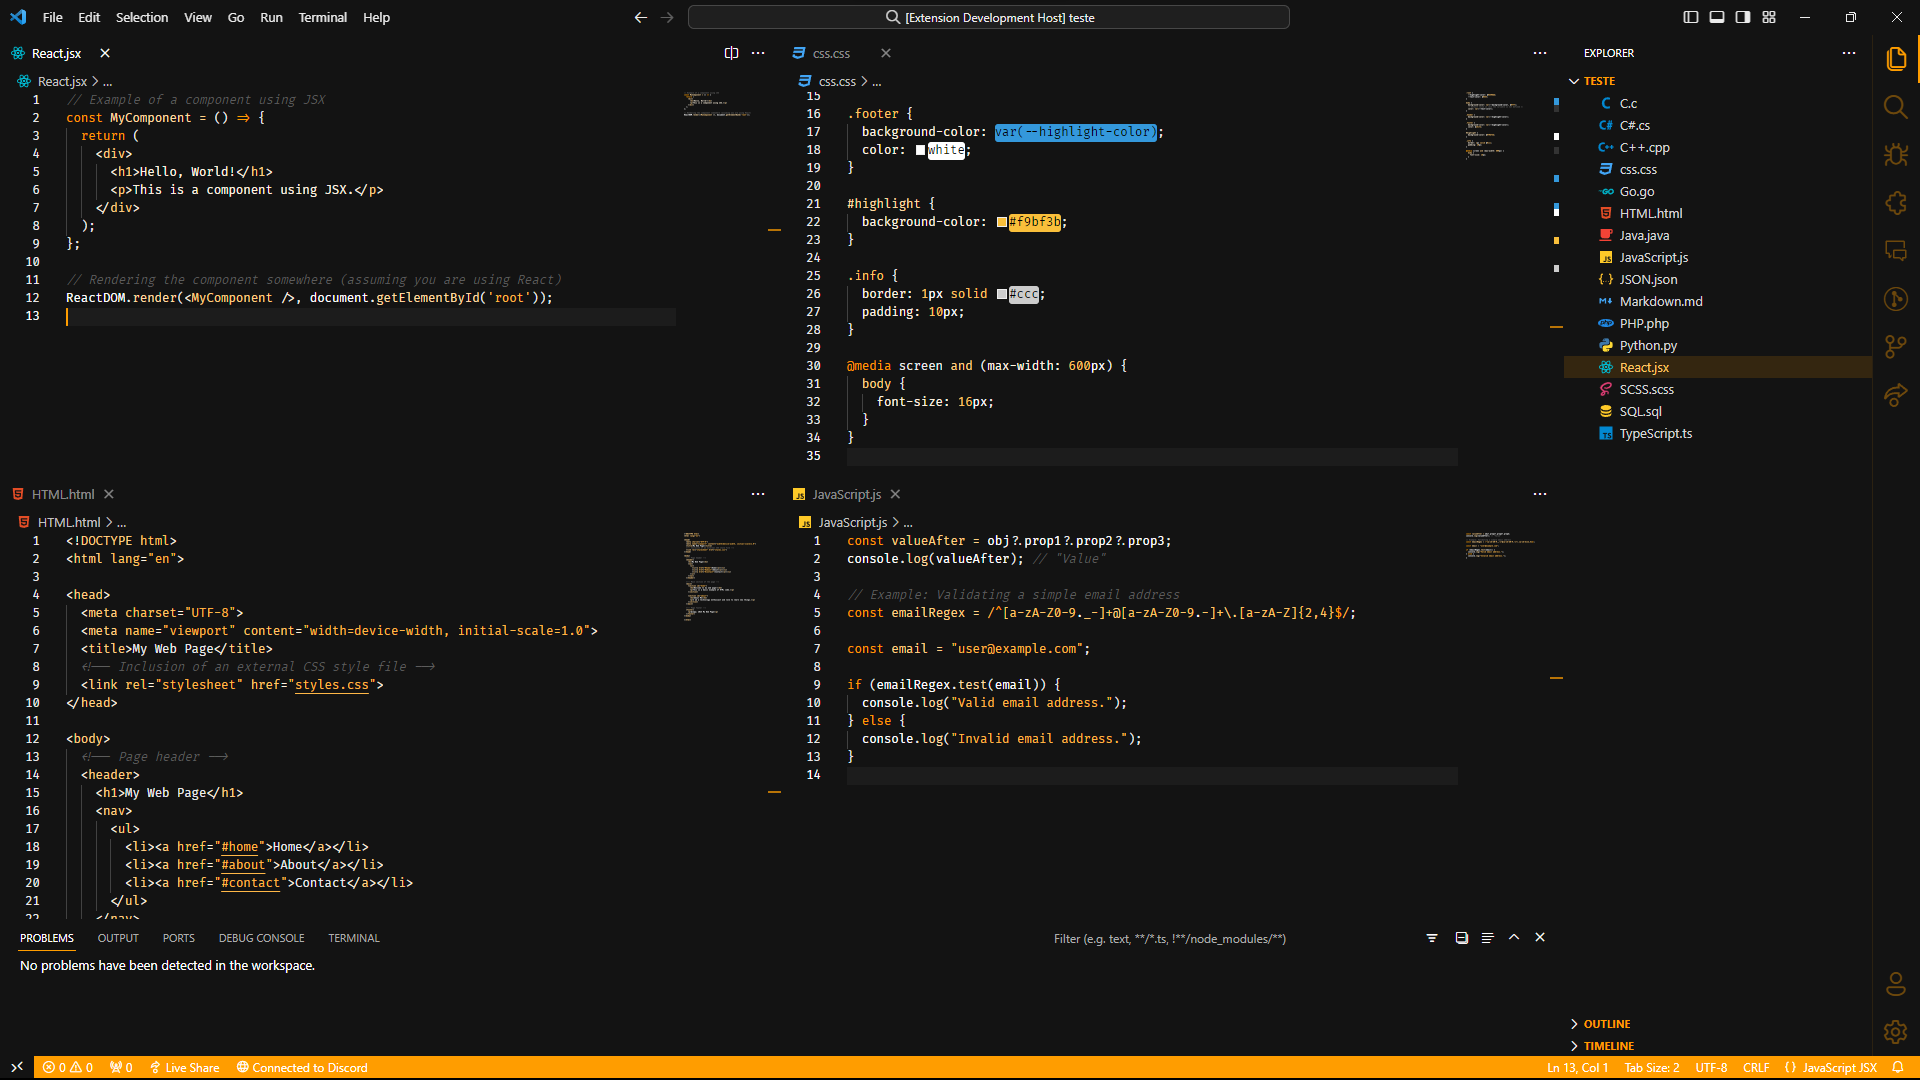 File Edit Selection View Go Run Terminal Help
[Extension Development Host] teste
React.jsx
React.jsx > ...
1 // Example of a component using JSX
2 const MyComponent = () => {
3 return (
4 <div>
5 <h1>Hello, World!</h1>
6 <p>This is a component using JSX.</p>
7 </div>
8 );
9 };
10
11 // Rendering the component somewhere (assuming you are using React)
12 ReactDOM.render(<MyComponent />, document.getElementById('root'));
13
css.css
css.css > ...
15
16 .footer {
17 background-color: var(--highlight-color);
18 color: white;
19 }
20
21 #highlight {
22 background-color: #f9bf3b;
23 }
24
25 .info {
26 border: 1px solid #ccc;
27 padding: 10px;
28 }
29
30 @media screen and (max-width: 600px) {
31 body {
32 font-size: 16px;
33 }
34 }
35
HTML.html
HTML.html > ...
1 <!DOCTYPE html>
2 <html lang="en">
3
4 <head>
5 <meta charset="UTF-8">
6 <meta name="viewport" content="width=device-width, initial-scale=1.0">
7 <title>My Web Page</title>
8 <!-- Inclusion of an external CSS style file -->
9 <link rel="stylesheet" href="styles.css">
10 </head>
11
12 <body>
13 <!-- Page header -->
14 <header>
15 <h1>My Web Page</h1>
16 <nav>
17 <ul>
18 <li><a href="#home">Home</a></li>
19 <li><a href="#about">About</a></li>
20 <li><a href="#contact">Contact</a></li>
21 </ul>
22 </nav>
JavaScript.js
JavaScript.js > ...
1 const valueAfter = obj?.prop1?.prop2?.prop3;
2 console.log(valueAfter); // "Value"
3
4 // Example: Validating a simple email address
5 const emailRegex = /^[a-zA-Z0-9._-]+@[a-zA-Z0-9.-]+\.[a-zA-Z]{2,4}$/;
6
7 const email = "user@example.com";
8
9 if (emailRegex.test(email)) {
10 console.log("Valid email address.");
11 } else {
12 console.log("Invalid email address.");
13 }
14
PROBLEMS OUTPUT PORTS DEBUG CONSOLE TERMINAL
Filter (e.g. text, **/*.ts, !**/node_modules/**)
No problems have been detected in the workspace.
EXPLORER
TESTE
C.c
C#.cs
C++.cpp
css.css
Go.go
HTML.html
Java.java
JavaScript.js
JSON.json
Markdown.md
PHP.php
Python.py
React.jsx
SCSS.scss
SQL.sql
TypeScript.ts
OUTLINE
TIMELINE
0 0 0 Live Share Connected to Discord
Ln 13, Col 1 Tab Size: 2 UTF-8 CRLF {} JavaScript JSX